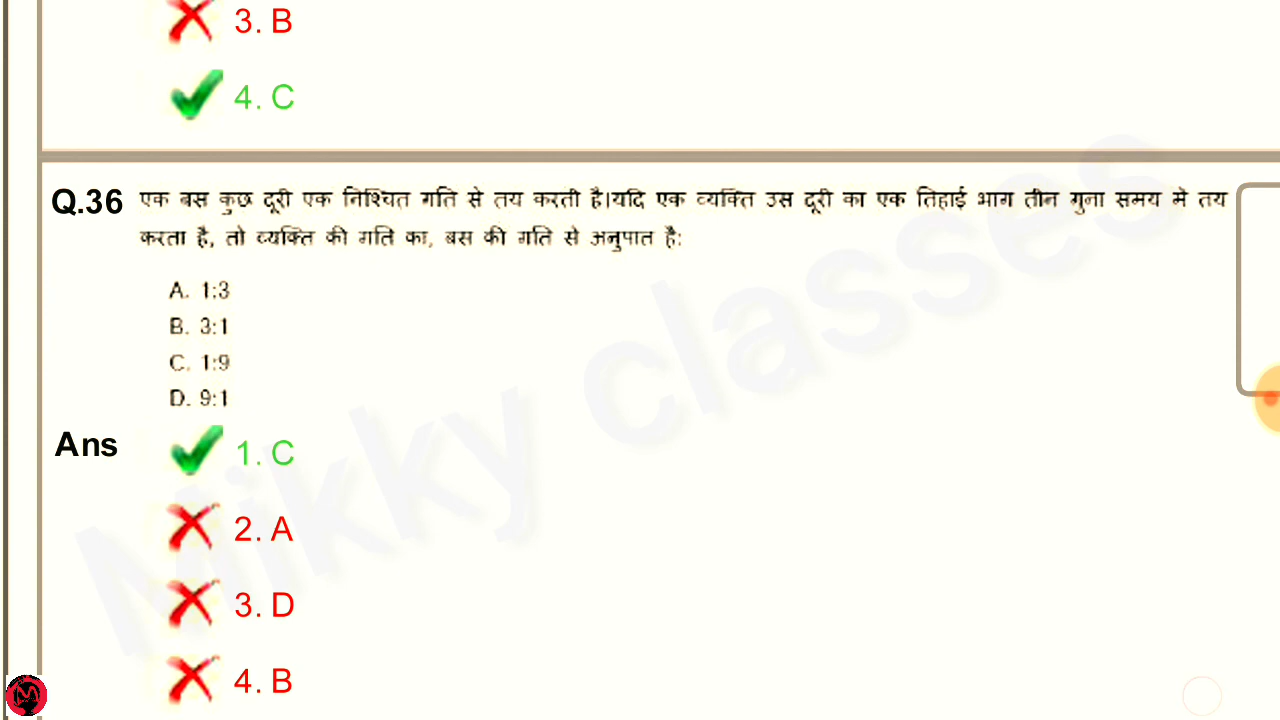 3. B
4. C
Q.36 एक बस कुछ दूरी एक निश्चित गति से तय करती है।यदि एक व्यक्ति उस दूरी का एक तिहाई भाग तीन गुना समय मे तय
करता है, तो व्यक्ति की गति का, बस की गति से अनुपात है:
A. 1:3
B. 3:1
C. 1:9
D. 9:1
Ans
1. C
2. A
3. D
4. B
Mikky classes